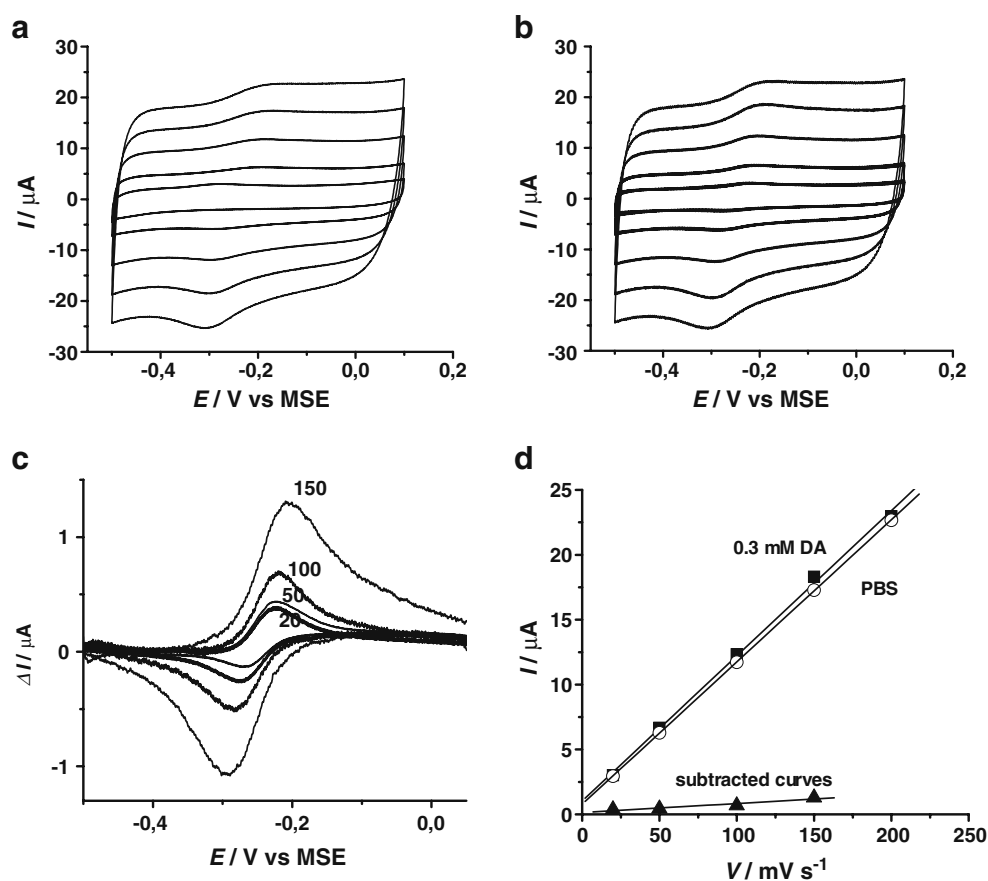 a
30
20
10
0
-10
-20
-30
I / µA
-0,4 -0,2 0,0 0,2
E / V vs MSE
b
30
20
10
0
-10
-20
-30
I / µA
-0,4 -0,2 0,0 0,2
E / V vs MSE
c
1
0
-1
ΔI / µA
150
100
50
20
-0,4 -0,2 0,0
E / V vs MSE
d
25
20
15
10
5
0
I / µA
0.3 mM DA
PBS
subtracted curves
0 50 100 150 200 250
V / mV s⁻¹